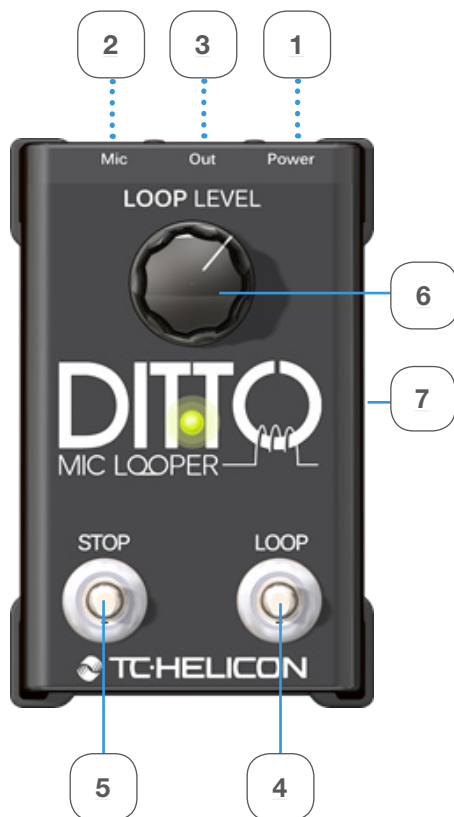 2 3 1
Mic Out Power
LOOP LEVEL
6
7
DITTO
MIC LOOPER
STOP LOOP
TC·HELICON
5 4